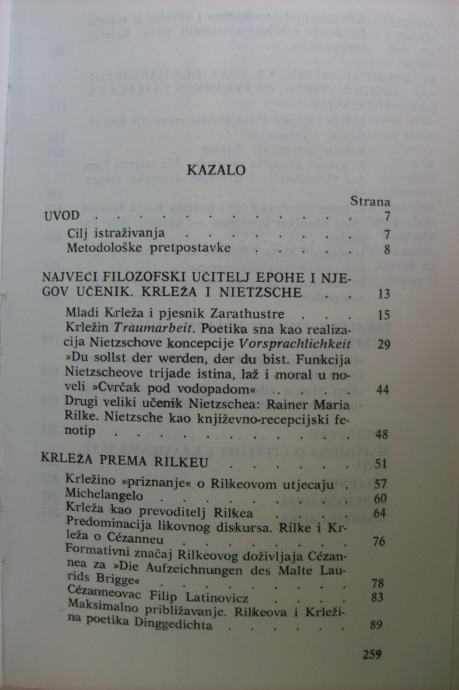 KAZALO
Strana
UVOD . . . . . . . . . . . . 7
Cilj istraživanja . . . . . . . . 7
Metodološke pretpostavke . . . . . 8
NAJVEĆI FILOZOFSKI UČITELJ EPOHE I NJE-
GOV UČENIK. KRLEŽA I NIETZSCHE . . 13
Mladi Krleža i pjesnik Zarathustre . . . 15
Krležin Traumarbeit. Poetika sna kao realiza-
cija Nietzschove koncepcije Vorsprachlichkeit 29
»Du sollst der werden, der du bist. Funkcija
Nietzscheove trijade istina, laž i moral u no-
veli »Cvrčak pod vodopadom« . . . . 44
Drugi veliki učenik Nietzschea: Rainer Maria
Rilke. Nietzsche kao književno-recepcijski fe-
notip . . . . . . . . . . 48
KRLEŽA PREMA RILKEU . . . . . . 51
Krležino »priznanje« o Rilkeovom utjecaju . 57
Michelangelo . . . . . . . . . 60
Krleža kao prevoditelj Rilkea . . . . 64
Predominacija likovnog diskursa. Rilke i Kr-
leža o Cézanneu . . . . . . . . 76
Formativni značaj Rilkeovog doživljaja Cézan-
nea za »Die Aufzeichnungen des Malte Lau-
rids Brigge« . . . . . . . . . 78
Cézanneovac Filip Latinovicz . . . . 83
Maksimalno približavanje. Rilkeova i Krleži-
na poetika Dinggedichta . . . . . . 89
259